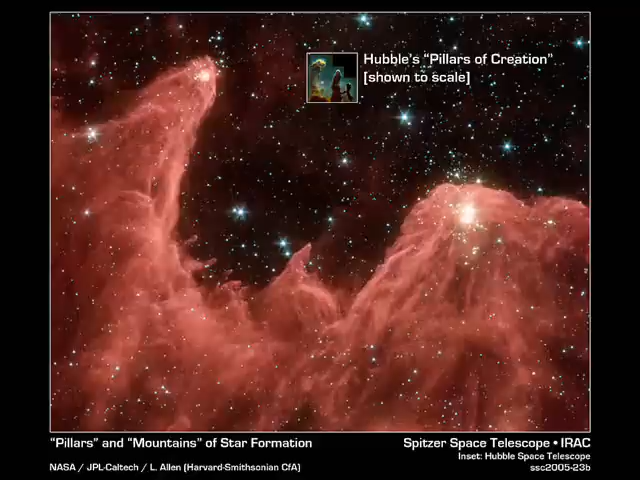 Hubble's "Pillars of Creation"
[shown to scale]
"Pillars" and "Mountains" of Star Formation
Spitzer Space Telescope • IRAC
Inset: Hubble Space Telescope
NASA / JPL-Caltech / L. Allen (Harvard-Smithsonian CfA)
ssc2005-23b